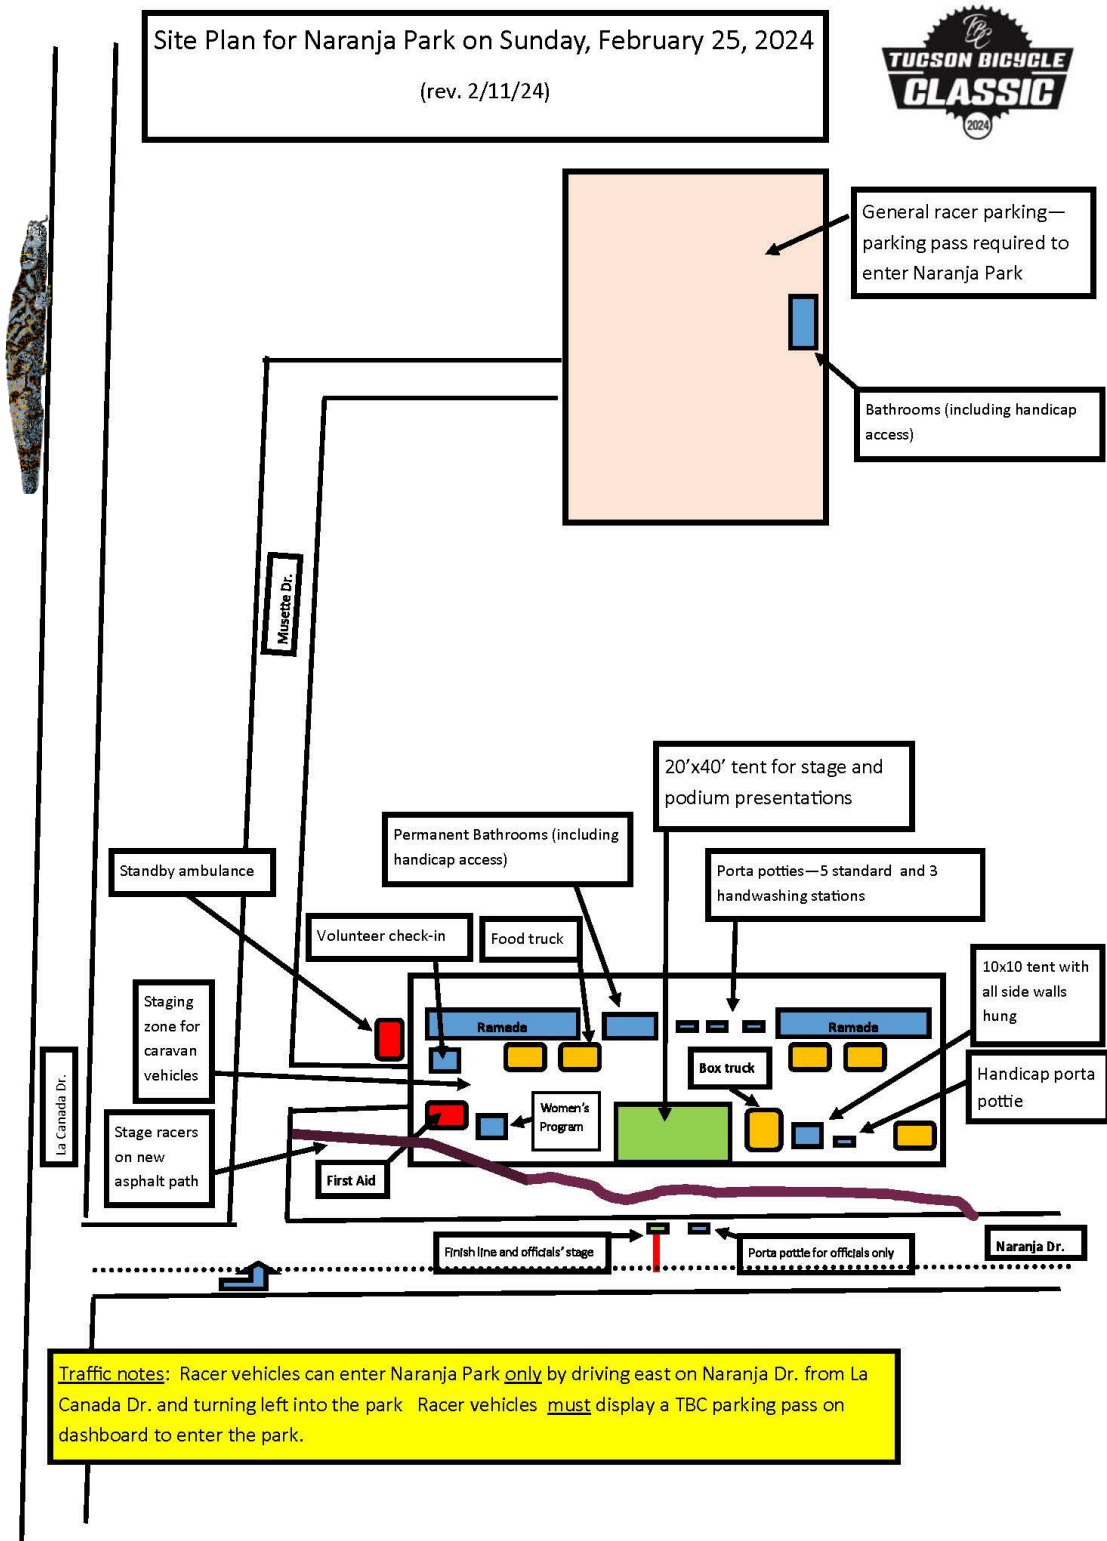 Site Plan for Naranja Park on Sunday, February 25, 2024
(rev. 2/11/24)
TBC
TUCSON BICYCLE
CLASSIC
2024
General racer parking—
parking pass required to
enter Naranja Park
Bathrooms (including handicap
access)
Musette Dr.
20’x40’ tent for stage and
podium presentations
Permanent Bathrooms (including
handicap access)
Standby ambulance
Porta potties—5 standard and 3
handwashing stations
Volunteer check-in
Food truck
10x10 tent with
all side walls
hung
Staging
zone for
caravan
vehicles
Ramada
Ramada
Box truck
Handicap porta
pottie
La Canada Dr.
Women’s
Program
Stage racers
on new
asphalt path
First Aid
Finish line and officials’ stage
Porta pottie for officials only
Naranja Dr.
Traffic notes: Racer vehicles can enter Naranja Park only by driving east on Naranja Dr. from La
Canada Dr. and turning left into the park Racer vehicles must display a TBC parking pass on
dashboard to enter the park.